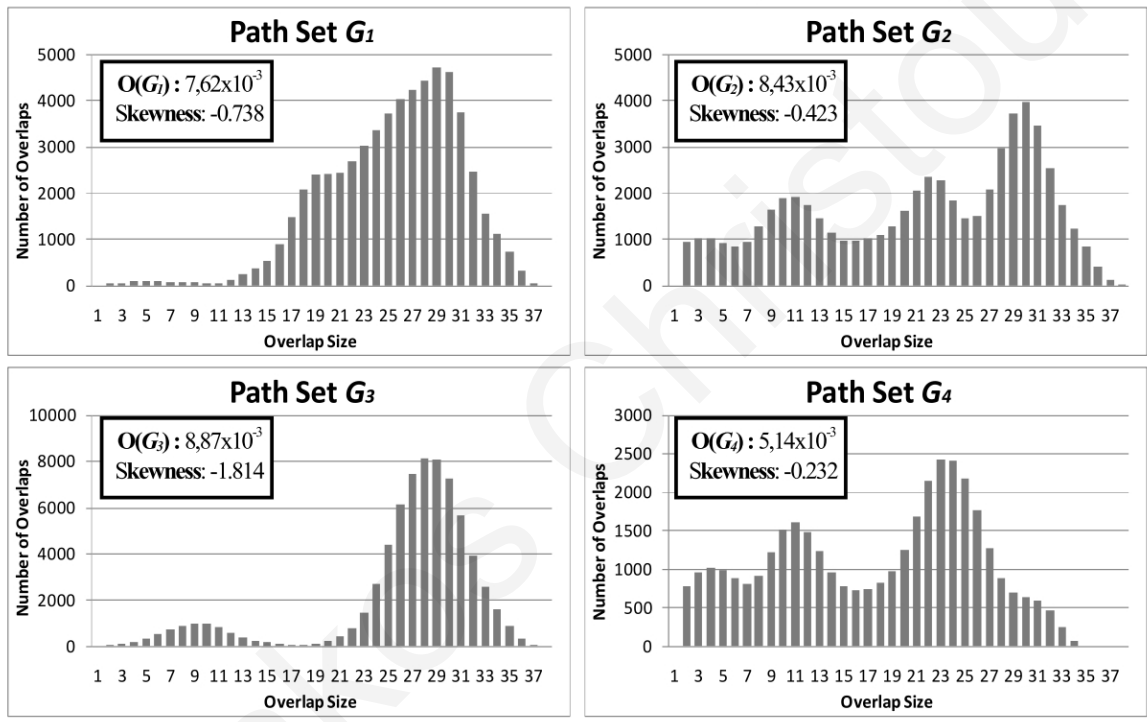 Path Set G1
O(G1) : 7,62x10-3
Skewness: -0.738
Number of Overlaps
5000
4000
3000
2000
1000
0
1 3 5 7 9 11 13 15 17 19 21 23 25 27 29 31 33 35 37
Overlap Size
Path Set G2
O(G2) : 8,43x10-3
Skewness: -0.423
Number of Overlaps
5000
4000
3000
2000
1000
0
1 3 5 7 9 11 13 15 17 19 21 23 25 27 29 31 33 35 37
Overlap Size
Path Set G3
O(G3) : 8,87x10-3
Skewness: -1.814
Number of Overlaps
10000
8000
6000
4000
2000
0
1 3 5 7 9 11 13 15 17 19 21 23 25 27 29 31 33 35 37
Overlap Size
Path Set G4
O(G4) : 5,14x10-3
Skewness: -0.232
Number of Overlaps
3000
2500
2000
1500
1000
500
0
1 3 5 7 9 11 13 15 17 19 21 23 25 27 29 31 33 35 37
Overlap Size